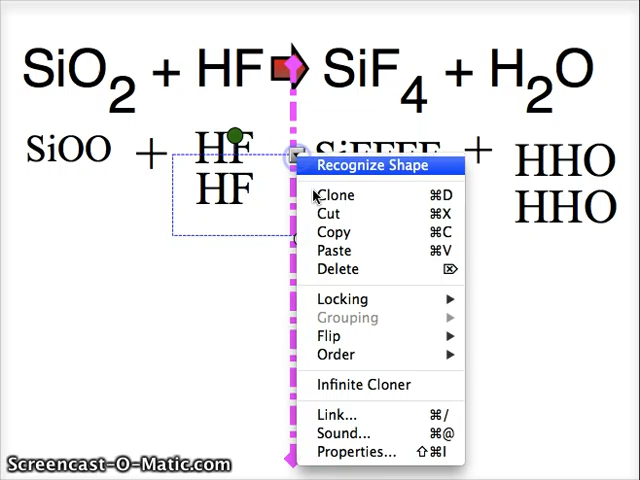 SiO₂ + HF ➡ SiF₄ + H₂O
SiOO + HF SiFFFF + HHO
HF HHO
Recognize Shape
Clone ⌘D
Cut ⌘X
Copy ⌘C
Paste ⌘V
Delete ⌦
Locking ▶
Grouping ▶
Flip ▶
Order ▶
Infinite Cloner
Link... ⌘/
Sound... ⌘@
Properties... ⇧⌘I
Screencast-O-Matic.com